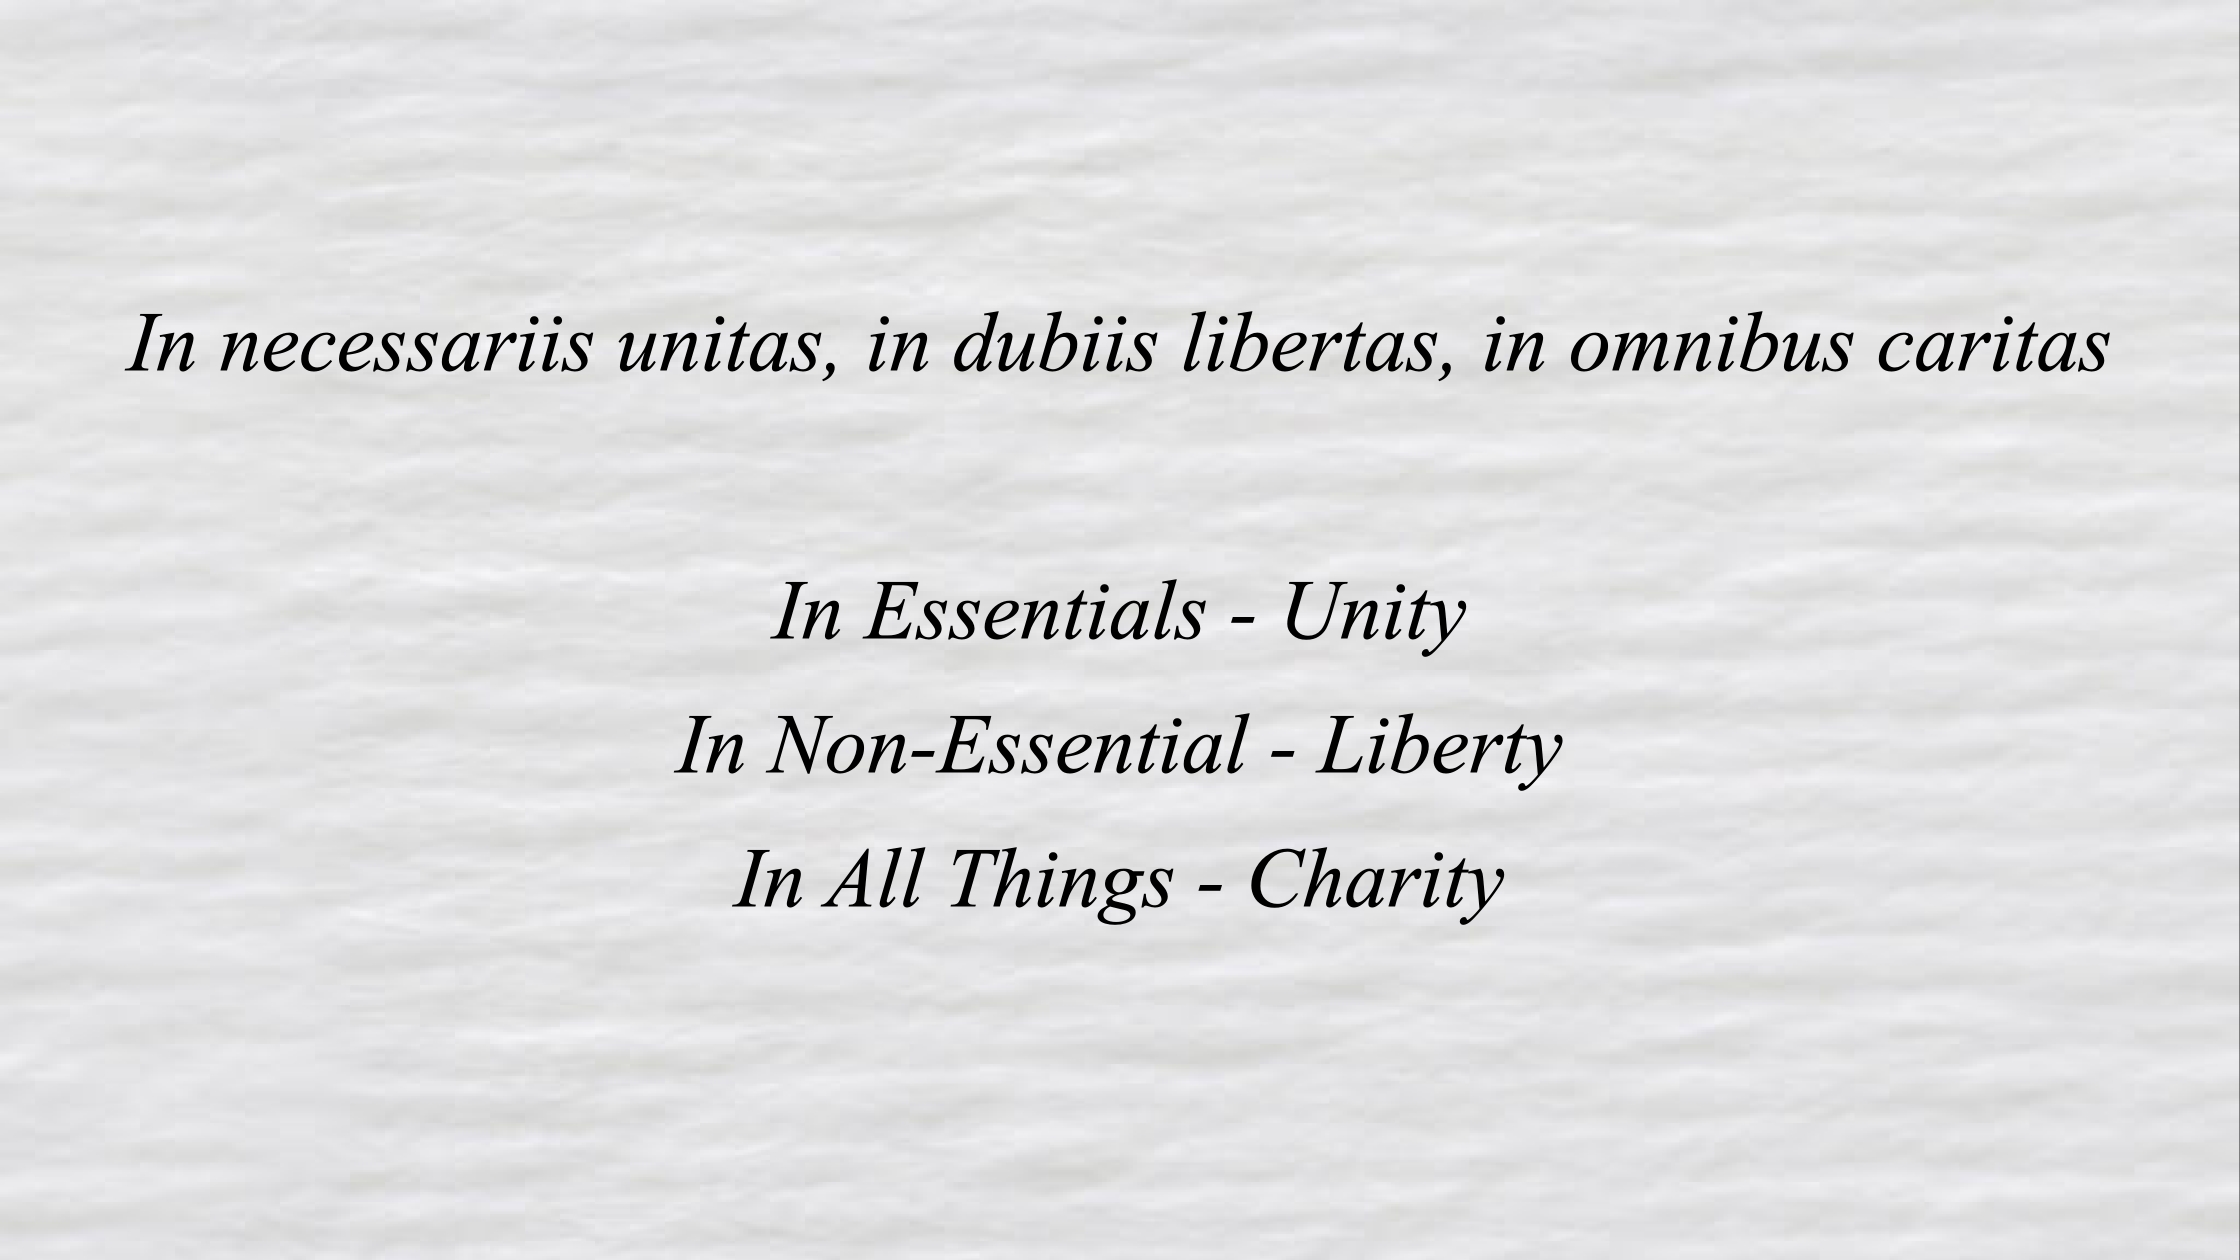 In necessariis unitas, in dubiis libertas, in omnibus caritas
In Essentials - Unity
In Non-Essential - Liberty
In All Things - Charity